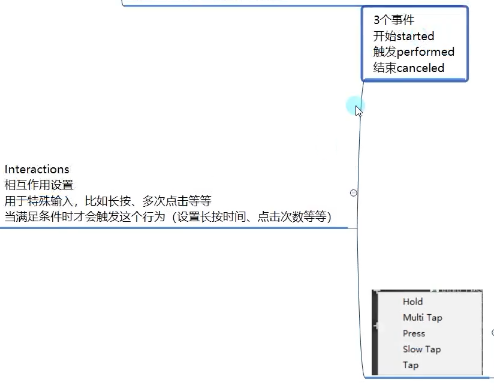 3个事件
开始started
触发performed
结束canceled
Interactions
相互作用设置
用于特殊输入，比如长按、多次点击等等
当满足条件时才会触发这个行为（设置长按时间、点击次数等等）
Hold
Multi Tap
Press
Slow Tap
Tap